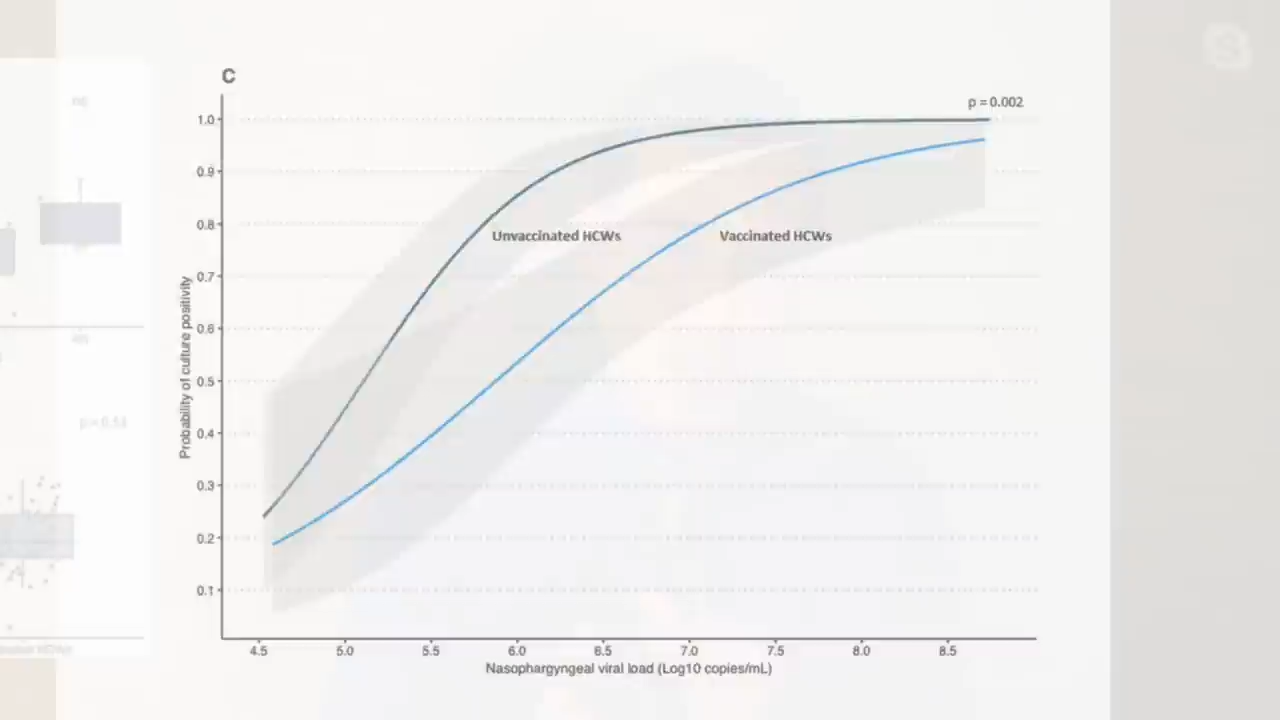 C
p = 0.002
1.0
0.9
0.8
0.7
0.6
0.5
0.4
0.3
0.2
0.1
Unvaccinated HCWs
Vaccinated HCWs
Probability of culture positivity
4.5 5.0 5.5 6.0 6.5 7.0 7.5 8.0 8.5
Nasophargyngeal viral load (Log10 copies/mL)